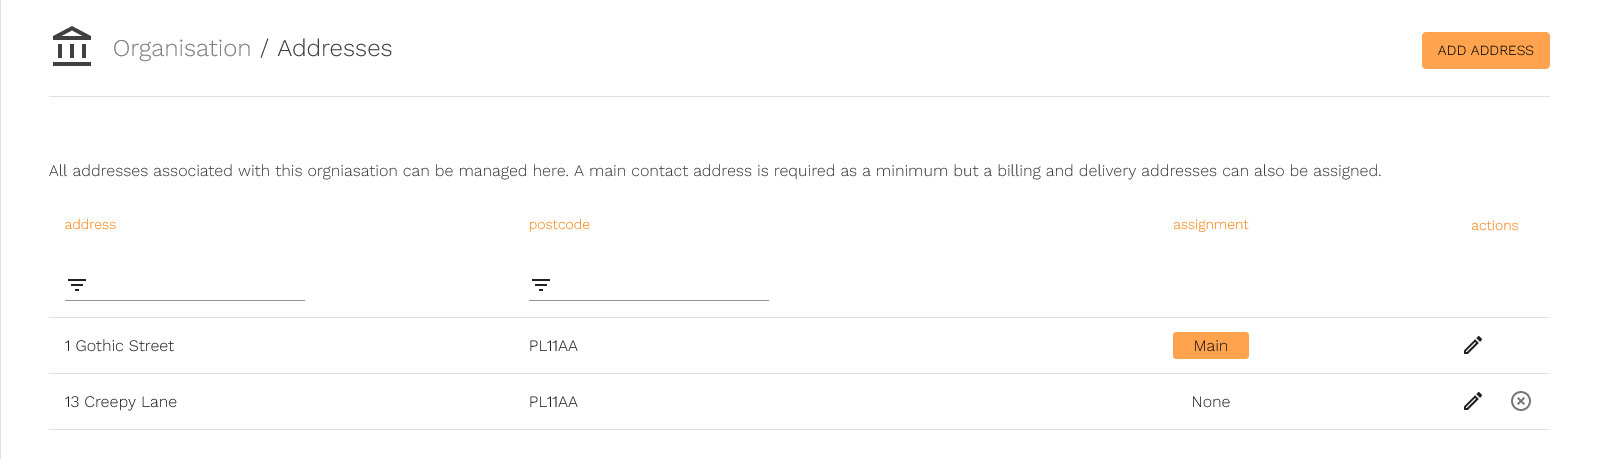 Organisation / Addresses
ADD ADDRESS
All addresses associated with this orgniasation can be managed here. A main contact address is required as a minimum but a billing and delivery addresses can also be assigned.
address postcode assignment actions
1 Gothic Street PL11AA Main
13 Creepy Lane PL11AA None